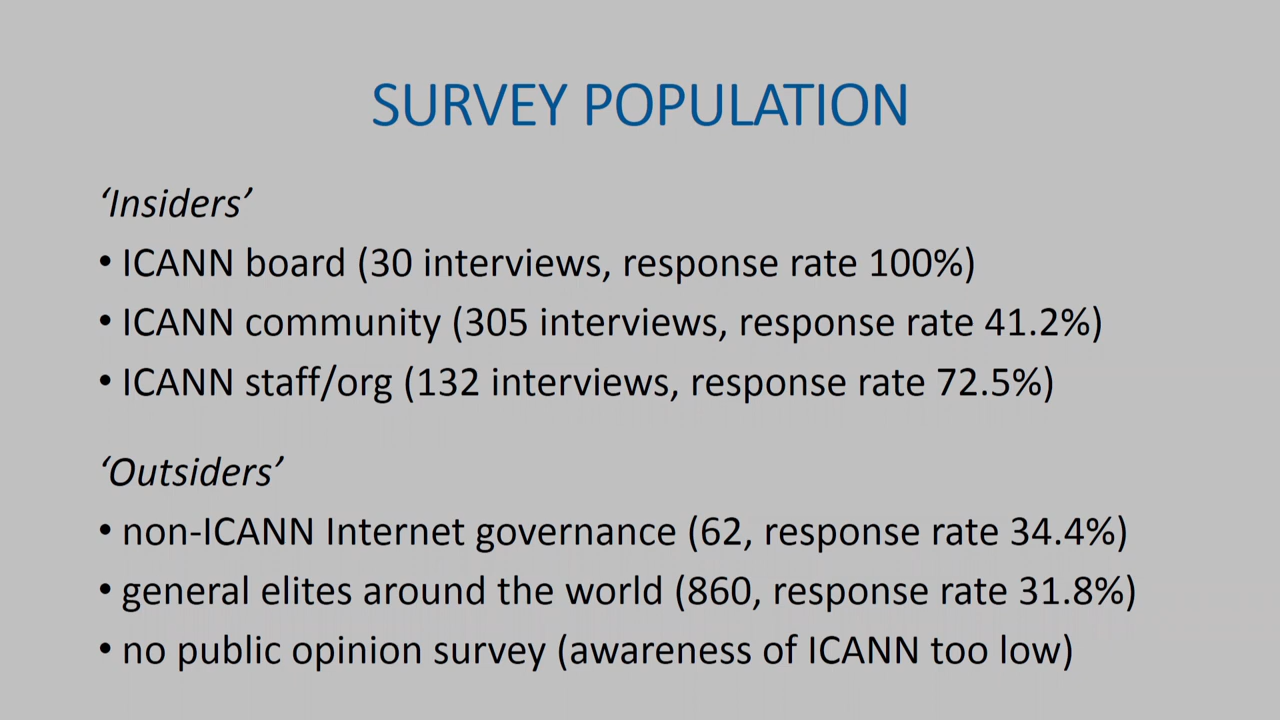 SURVEY POPULATION
‘Insiders’
• ICANN board (30 interviews, response rate 100%)
• ICANN community (305 interviews, response rate 41.2%)
• ICANN staff/org (132 interviews, response rate 72.5%)
‘Outsiders’
• non-ICANN Internet governance (62, response rate 34.4%)
• general elites around the world (860, response rate 31.8%)
• no public opinion survey (awareness of ICANN too low)